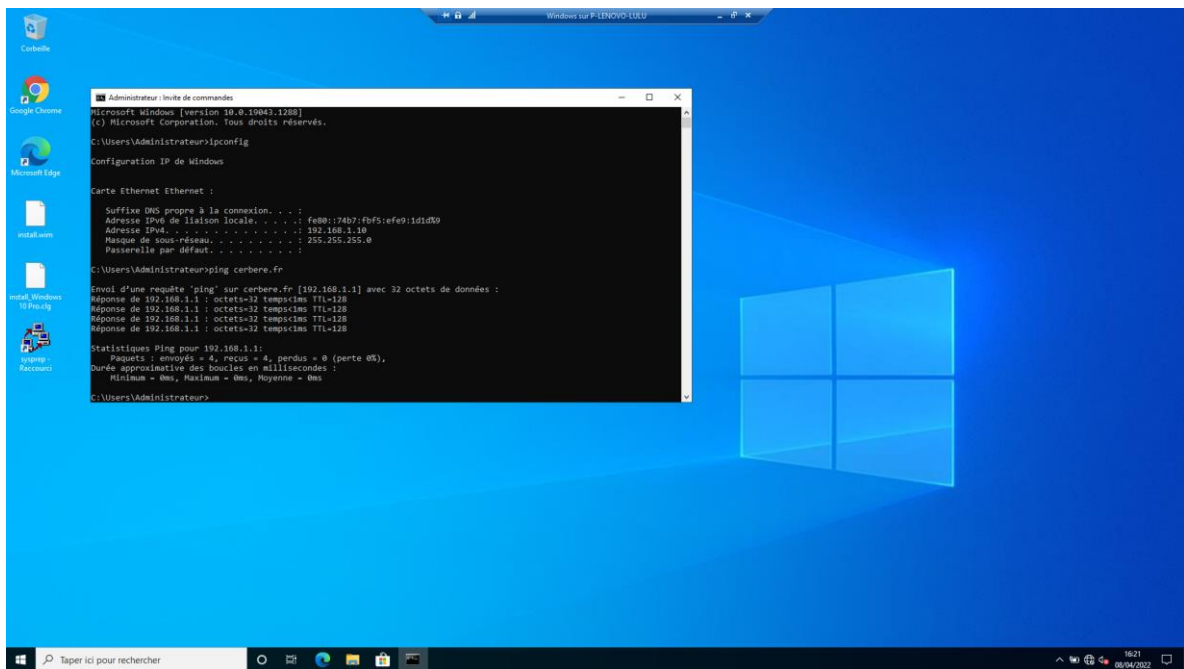 Windows sur P-LENOVO-LULU
Corbeille
Google Chrome
Microsoft Edge
install.wim
install_Windows
10 Pro.clg
sysprep -
Raccourci
Administrateur : Invite de commandes
Microsoft Windows [version 10.0.19043.1288]
(c) Microsoft Corporation. Tous droits réservés.
C:\Users\Administrateur>ipconfig
Configuration IP de Windows
Carte Ethernet Ethernet :
Suffixe DNS propre à la connexion. . . :
Adresse IPv6 de liaison locale. . . . .: fe80::74b7:fbf5:efe9:1d1d%9
Adresse IPv4. . . . . . . . . . . . . .: 192.168.1.10
Masque de sous-réseau. . . . . . . . . : 255.255.255.0
Passerelle par défaut. . . . . . . . . :
C:\Users\Administrateur>ping cerbere.fr
Envoi d'une requête 'ping' sur cerbere.fr [192.168.1.1] avec 32 octets de données :
Réponse de 192.168.1.1 : octets=32 temps<1ms TTL=128
Réponse de 192.168.1.1 : octets=32 temps<1ms TTL=128
Réponse de 192.168.1.1 : octets=32 temps<1ms TTL=128
Réponse de 192.168.1.1 : octets=32 temps<1ms TTL=128
Statistiques Ping pour 192.168.1.1:
Paquets : envoyés = 4, reçus = 4, perdus = 0 (perte 0%),
Durée approximative des boucles en millisecondes :
Minimum = 0ms, Maximum = 0ms, Moyenne = 0ms
C:\Users\Administrateur>
Taper ici pour rechercher
16:21
08/04/2022